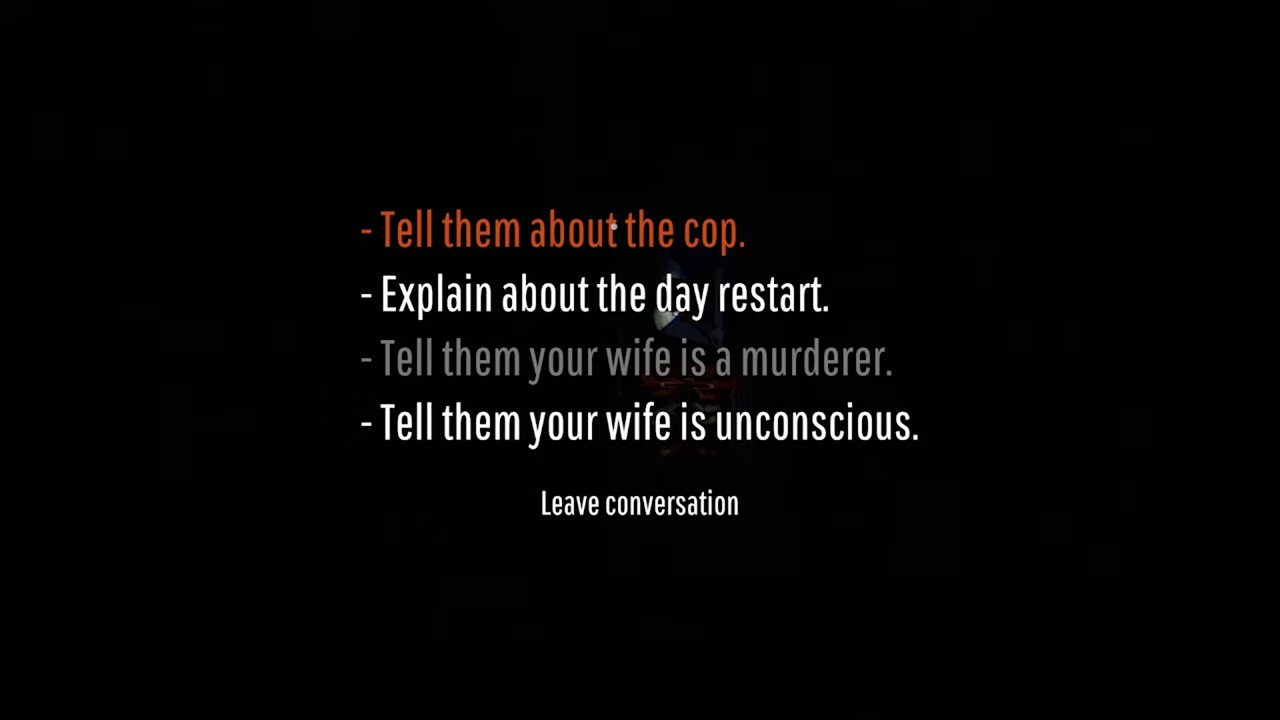 - Tell them about the cop.
- Explain about the day restart.
- Tell them your wife is a murderer.
- Tell them your wife is unconscious.
Leave conversation